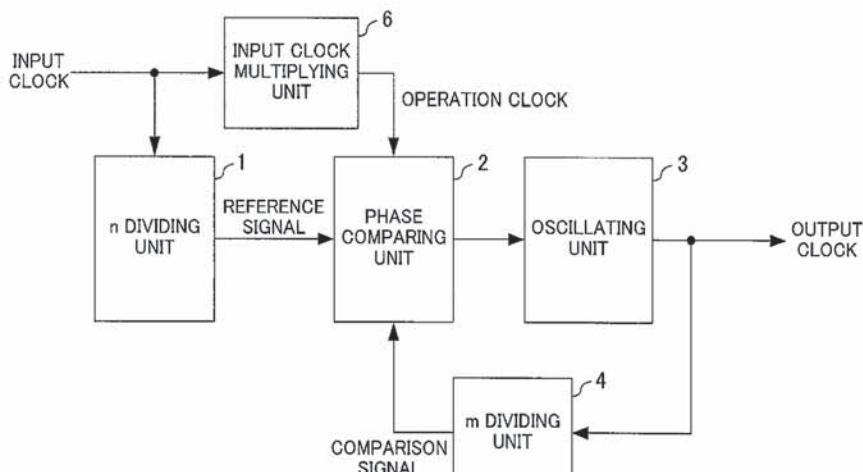 6
INPUT CLOCK
MULTIPLYING
UNIT
INPUT
CLOCK
OPERATION CLOCK
1
n DIVIDING
UNIT
REFERENCE
SIGNAL
2
PHASE
COMPARING
UNIT
3
OSCILLATING
UNIT
OUTPUT
CLOCK
4
m DIVIDING
UNIT
COMPARISON
SIGNAL